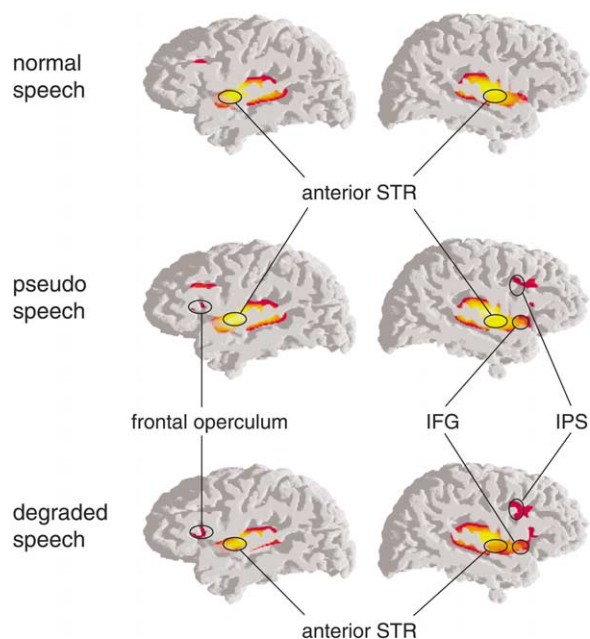 normal
speech
anterior STR
pseudo
speech
frontal operculum IFG IPS
degraded
speech
anterior STR